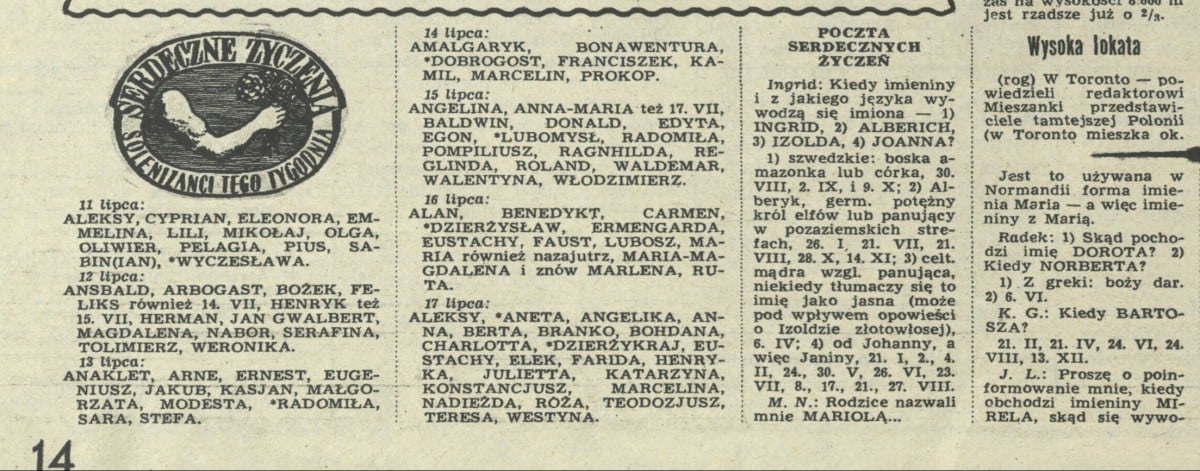 SERDECZNE ŻYCZENIA
SOLENIZANCI TEGO TYGODNIA
11 lipca:
ALEKSY, CYPRIAN, ELEONORA, EM-
MELINA, LILI, MIKOŁAJ, OLGA,
OLIWIER, PELAGIA, PIUS, SA-
BIN(IAN), *WYCZESŁAWA.
12 lipca:
ANSBALD, ARBOGAST, BOŻEK, FE-
LIKS również 14. VII, HENRYK też
15. VII, HERMAN, JAN GWALBERT,
MAGDALENA, NABOR, SERAFINA,
TOLIMIERZ, WERONIKA.
13 lipca:
ANAKLET, ARNE, ERNEST, EUGE-
NIUSZ, JAKUB, KASJAN, MAŁGO-
RZATA, MODESTA, *RADOMIŁA,
SARA, STEFA.
14
14 lipca:
AMALGARYK, BONAWENTURA,
*DOBROGOST, FRANCISZEK, KA-
MIL, MARCELIN, PROKOP.
15 lipca:
ANGELINA, ANNA-MARIA też 17. VII,
BALDWIN, DONALD, EDYTA,
EGON, *LUBOMYSŁ, RADOMIŁA,
POMPILIUSZ, RAGNHILDA, RE-
GLINDA, ROLAND, WALDEMAR,
WALENTYNA, WŁODZIMIERZ.
16 lipca:
ALAN, BENEDYKT, CARMEN,
*DZIERŻYSŁAW, ERMENGARDA,
EUSTACHY, FAUST, LUBOSZ, MA-
RIA również nazajutrz, MARIA-MA-
GDALENA i znów MARLENA, RU-
TA.
17 lipca:
ALEKSY, *ANETA, ANGELIKA, AN-
NA, BERTA, BRANKO, BOHDANA,
CHARLOTTA, *DZIERŻYKRAJ, EU-
STACHY, ELEK, FARIDA, HENRY-
KA, JULIETTA, KATARZYNA,
KONSTANCJUSZ, MARCELINA,
NADIEŻDA, RÓŻA, TEODOZJUSZ,
TERESA, WESTYNA.
POCZTA
SERDECZNYCH
ŻYCZEŃ
Ingrid: Kiedy imieniny
i z jakiego języka wy-
wodzą się imiona — 1)
INGRID, 2) ALBERICH,
3) IZOLDA, 4) JOANNA?
1) szwedzkie: boska a-
mazonka lub córka, 30.
VIII, 2. IX, i 9. X; 2) Al-
beryk, germ. potężny
król elfów lub panujący
w pozaziemskich stre-
fach, 26. I, 21. VII, 21.
VIII, 28. X, 14. XI; 3) celt.
mądra wzgl. panująca,
niekiedy tłumaczy się to
imię jako jasna (może
pod wpływem opowieści
o Izoldzie złotowłosej),
6. IV; 4) od Johanny, a
więc Janiny, 21. I, 2., 4.
II, 24., 30. V, 26. VI, 23.
VII, 8., 17., 21., 27. VIII.
M. N.: Rodzice nazwali
mnie MARIOLĄ...
jest rzadsze już o 2/3.
Wysoka lokata
(rog) W Toronto — po-
wiedzieli redaktorowi
Mieszanki przedstawi-
ciele tamtejszej Polonii
(w Toronto mieszka ok.
Jest to używana w
Normandii forma imie-
nia Maria — a więc imie-
niny z Marią.
Radek: 1) Skąd pocho-
dzi imię DOROTA? 2)
Kiedy NORBERTA?
1) Z greki: boży dar.
2) 6. VI.
K. G.: Kiedy BARTO-
SZA?
21. II, 21. IV, 24. VI, 24.
VIII, 13. XII.
J. L.: Proszę o poin-
formowanie mnie, kiedy
obchodzi imieniny MI-
RELA, skąd się wywo-